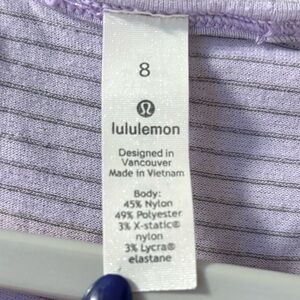 8
lululemon
Designed in
Vancouver
Made in Vietnam
Body:
45% Nylon
49% Polyester
3% X-static®
nylon
3% Lycra®
elastane